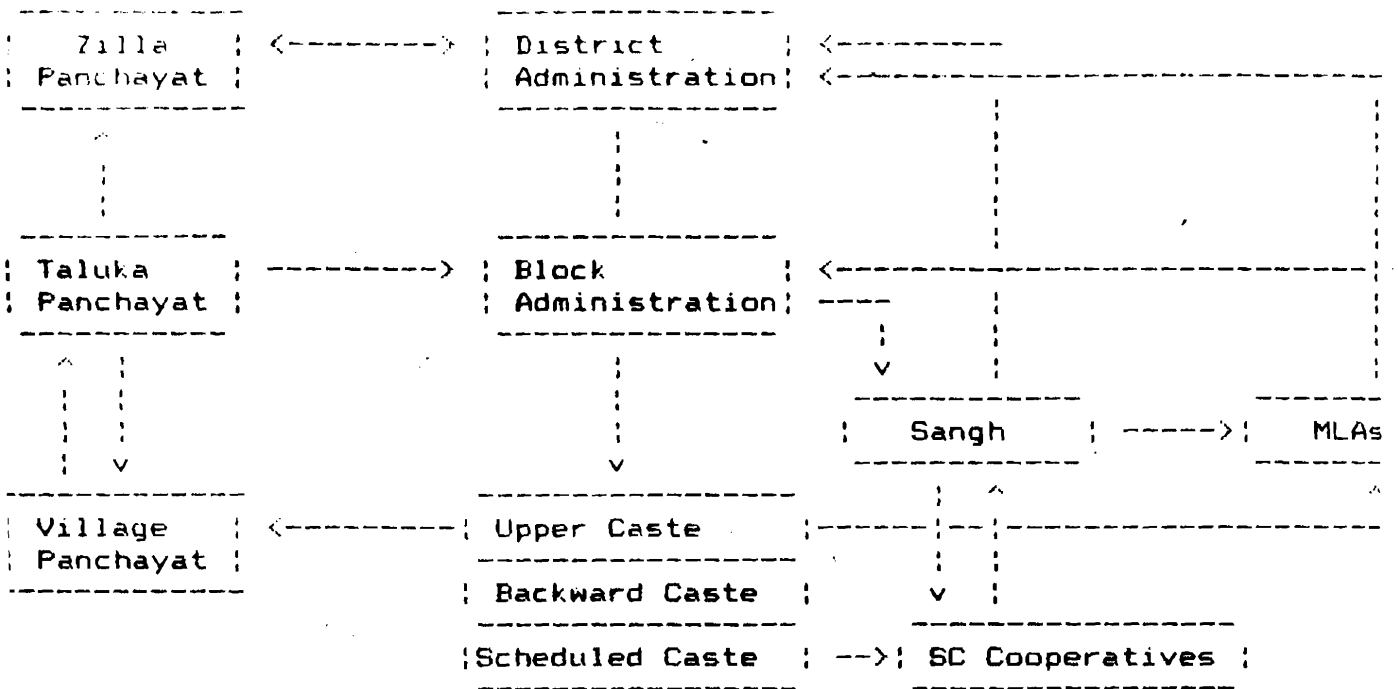 Zilla
Panchayat
District
Administration
Taluka
Panchayat
Block
Administration
Sangh
MLAs
Village
Panchayat
Upper Caste
Backward Caste
Scheduled Caste
SC Cooperatives